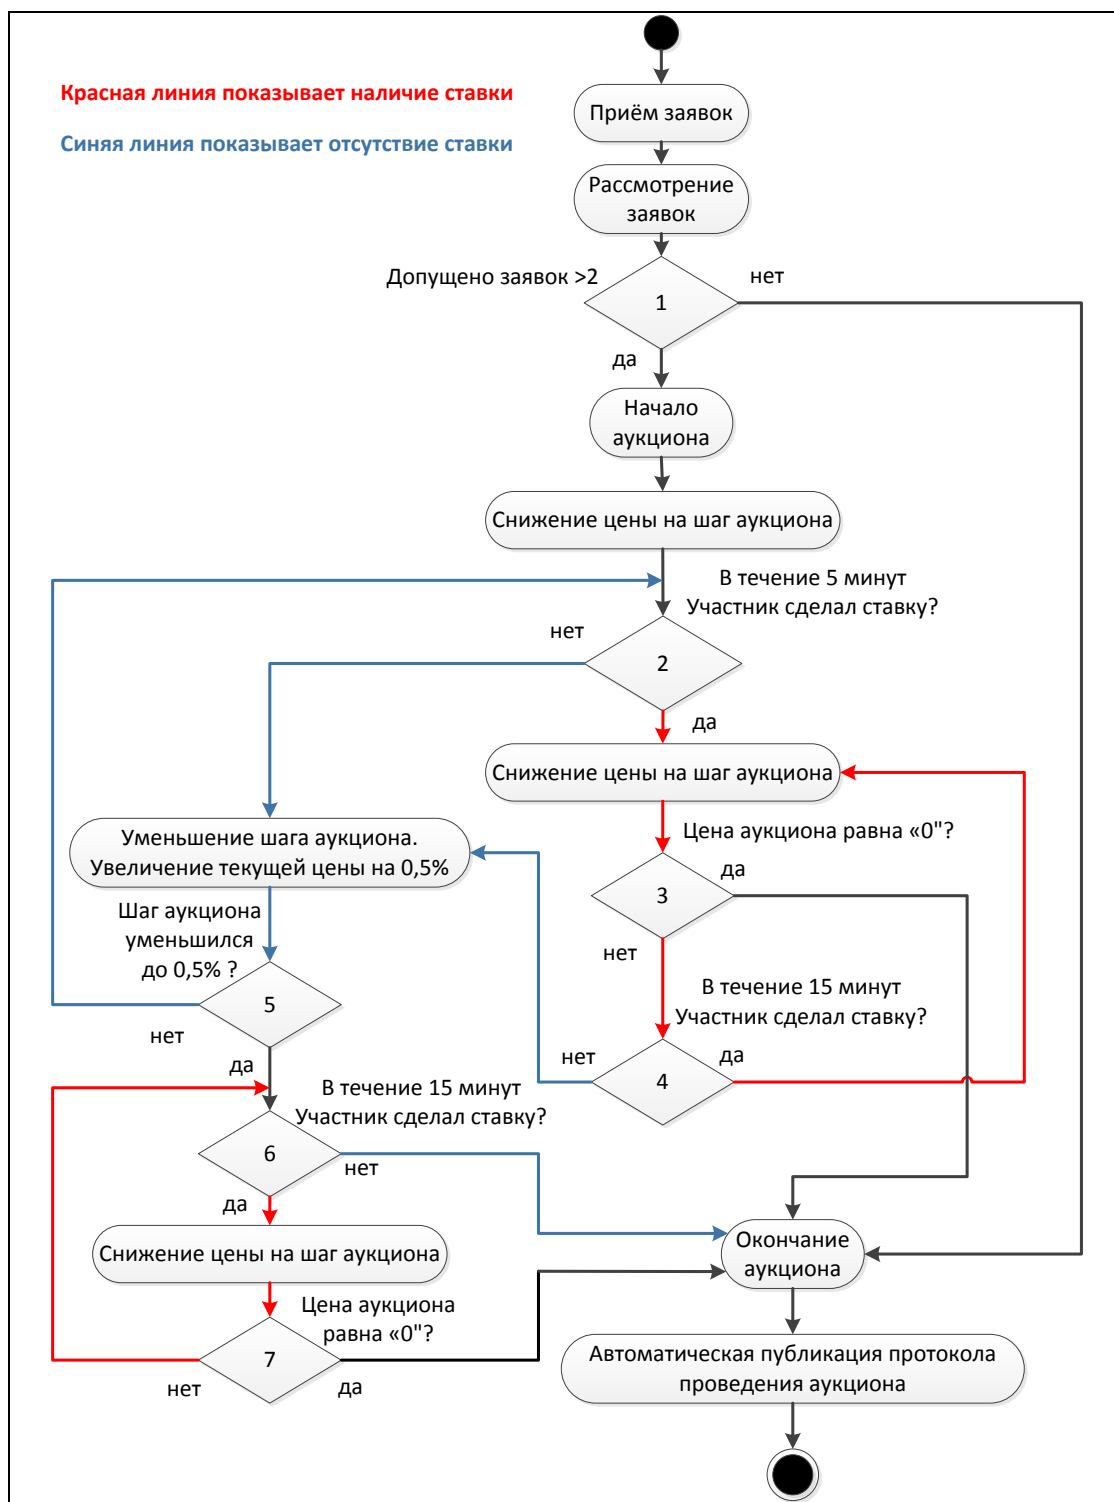 Красная линия показывает наличие ставки
Синяя линия показывает отсутствие ставки
Приём заявок
Рассмотрение
заявок
Допущено заявок >2
нет
1
да
Начало
аукциона
Снижение цены на шаг аукциона
В течение 5 минут
Участник сделал ставку?
нет
2
да
Снижение цены на шаг аукциона
Уменьшение шага аукциона.
Увеличение текущей цены на 0,5%
Цена аукциона равна «0"?
да
3
нет
Шаг аукциона
уменьшился
до 0,5% ?
5
нет
да
В течение 15 минут
Участник сделал ставку?
нет
да
4
В течение 15 минут
Участник сделал ставку?
6
нет
да
Снижение цены на шаг аукциона
Окончание
аукциона
Цена аукциона
равна «0"?
7
нет
да
Автоматическая публикация протокола
проведения аукциона